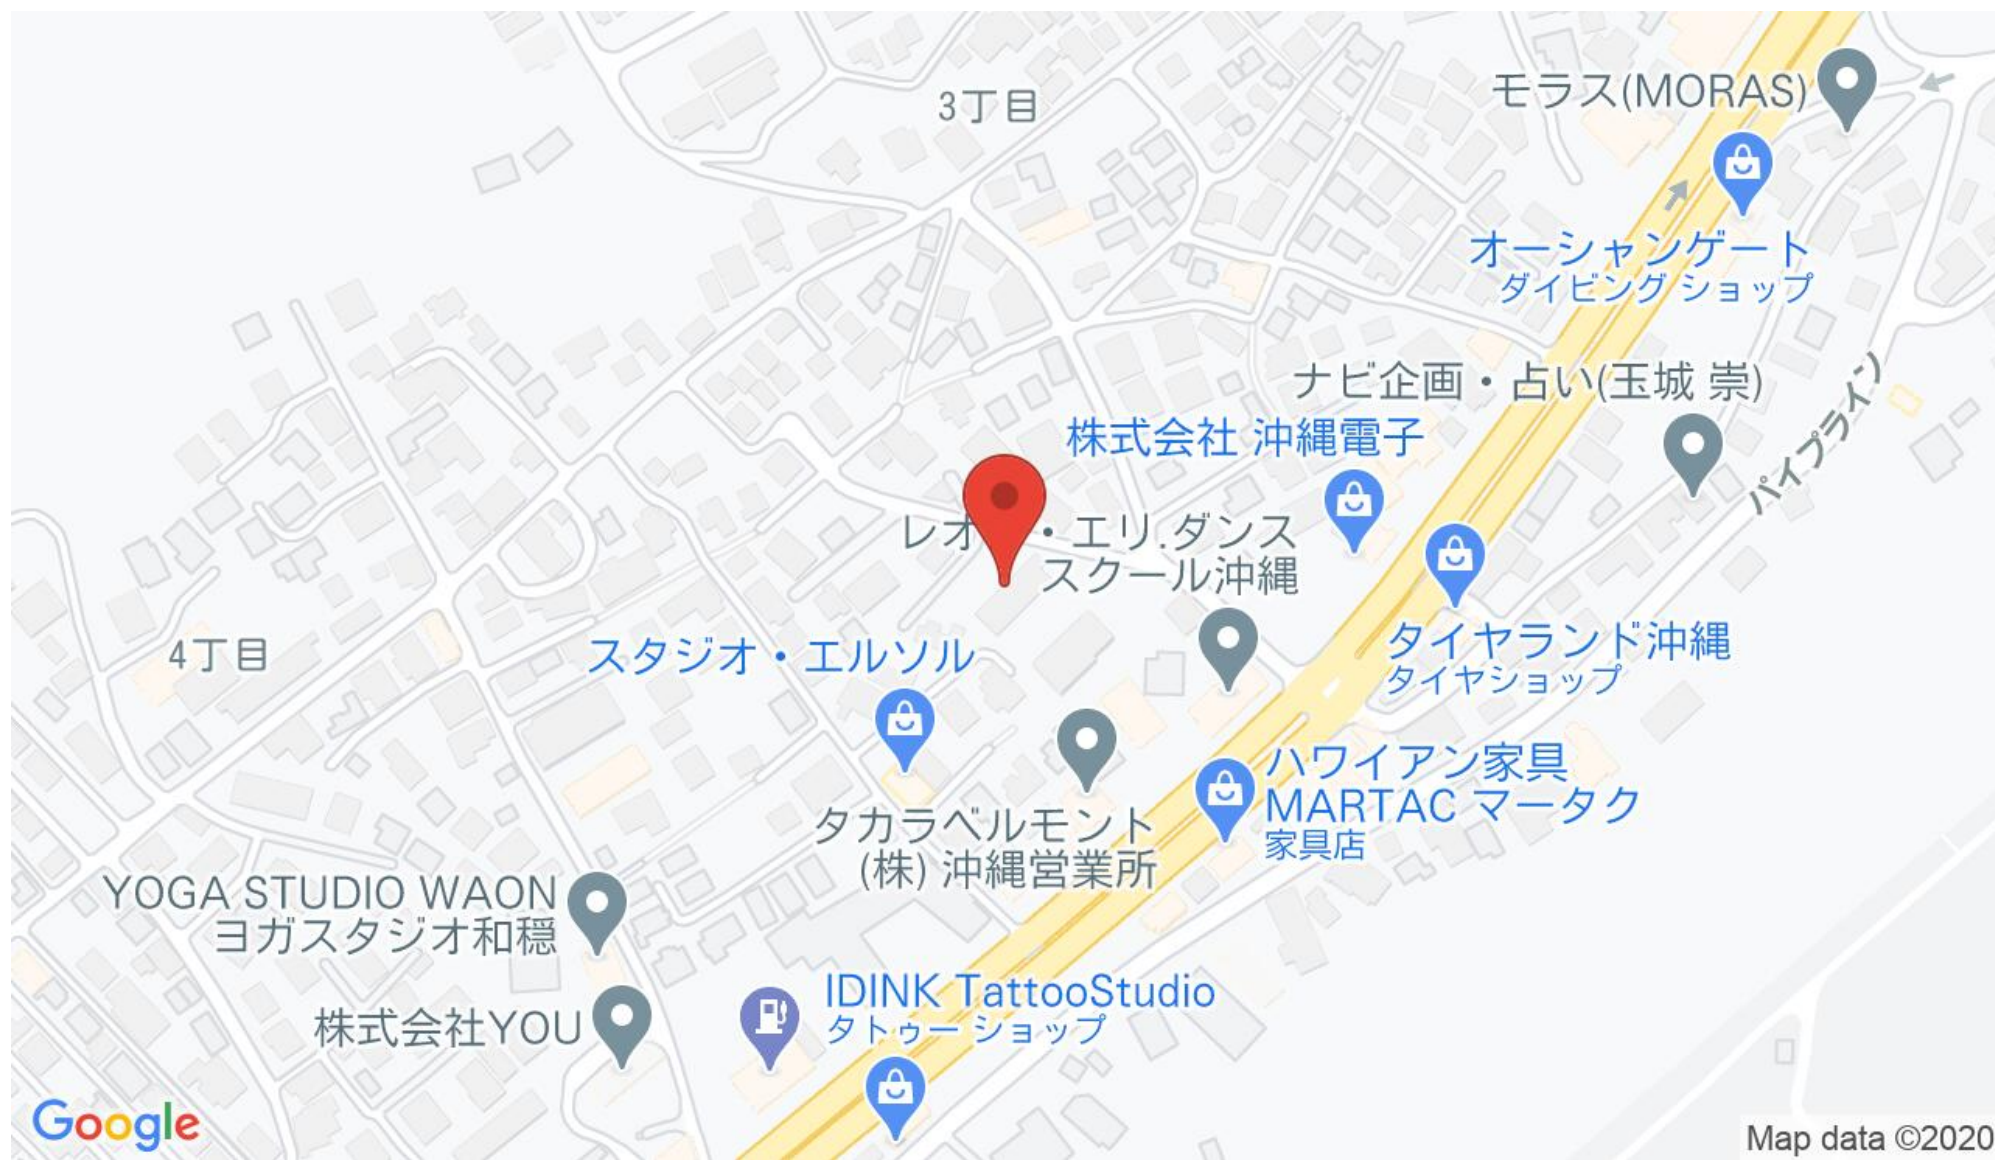 3丁目
モラス(MORAS)
オーシャンゲート
ダイビング ショップ
ナビ企画・占い(玉城 崇)
パイプライン
株式会社 沖縄電子
レオ
・エリ.ダンス
スクール沖縄
4丁目
スタジオ・エルソル
タイヤランド沖縄
タイヤショップ
ハワイアン家具
MARTAC マータク
家具店
タカラベルモント
(株) 沖縄営業所
YOGA STUDIO WAON
ヨガスタジオ和穏
IDINK TattooStudio
タトゥー ショップ
株式会社YOU
Google
Map data ©2020